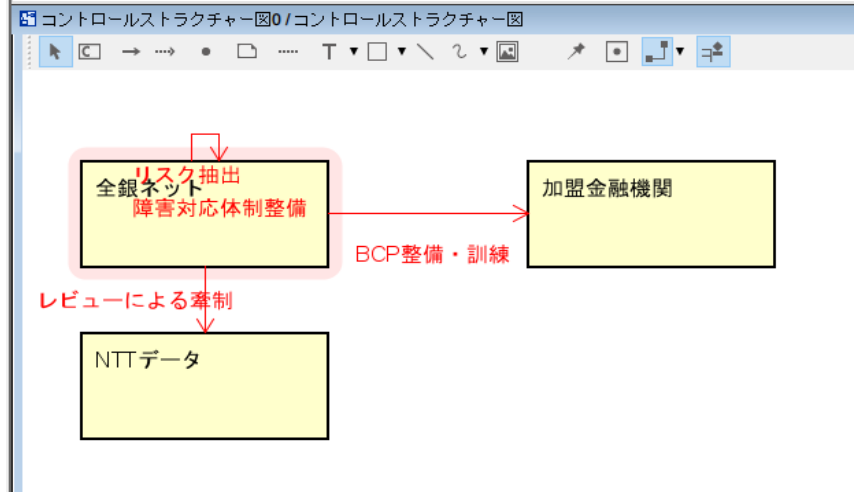 コントロールストラクチャー図0 / コントロールストラクチャー図
C T
リスク抽出
全銀ネット
障害対応体制整備
加盟金融機関
BCP整備・訓練
レビューによる牽制
NTTデータ